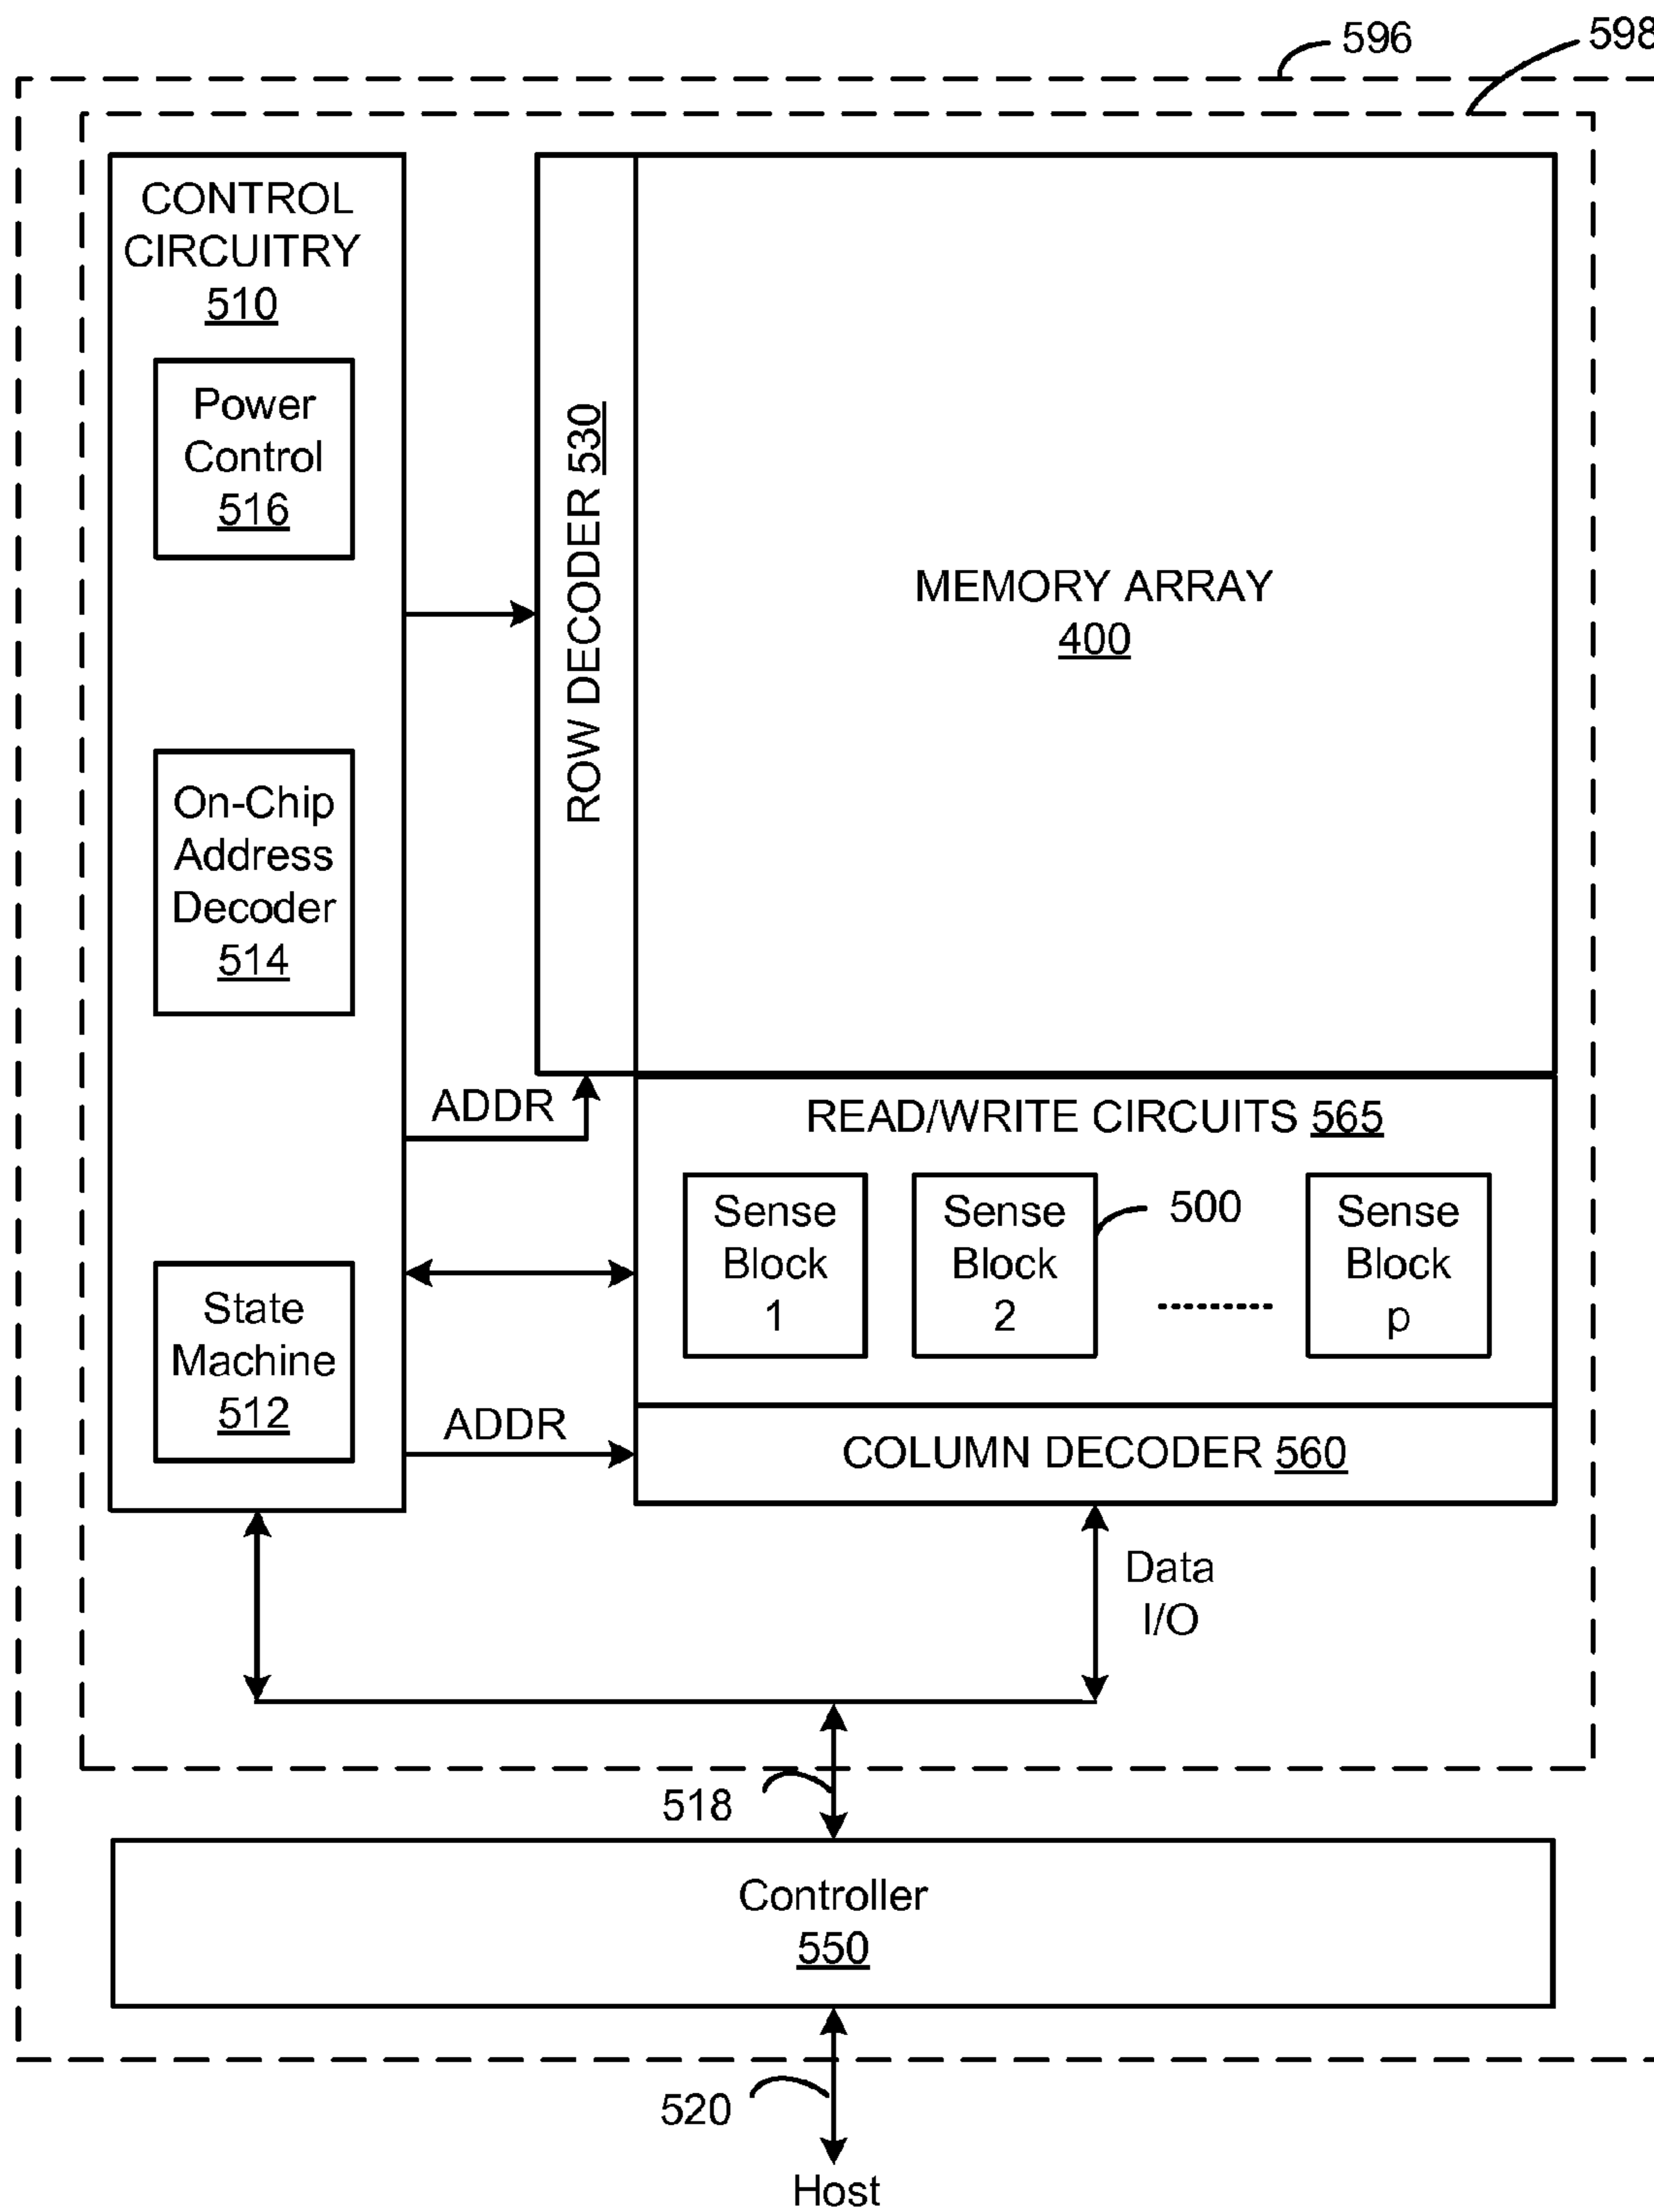 596
598
CONTROL
CIRCUITRY
510
Power
Control
516
On-Chip
Address
Decoder
514
State
Machine
512
ROW DECODER 530
MEMORY ARRAY
400
ADDR
READ/WRITE CIRCUITS 565
Sense
Block
1
Sense
Block
2
500
Sense
Block
p
ADDR
COLUMN DECODER 560
Data
I/O
518
Controller
550
520
Host